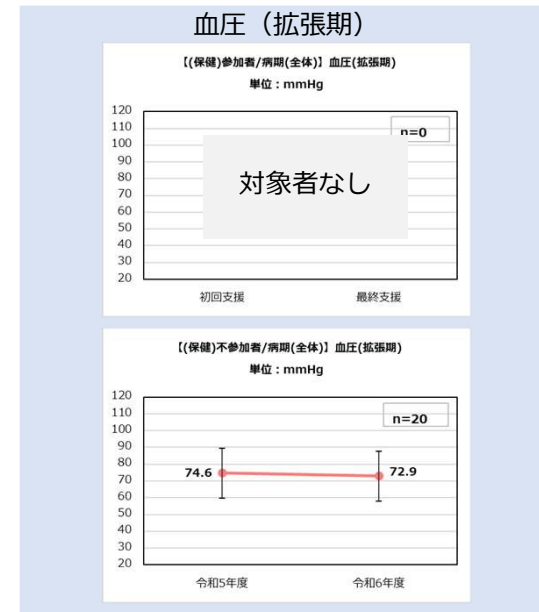 血圧（拡張期）
【(保健)参加者/病期(全体)】血圧(拡張期)
単位：mmHg
120
110
n=0
100
90
80
対象者なし
70
60
50
40
30
20
初回支援 最終支援
【(保健)不参加者/病期(全体)】血圧(拡張期)
単位：mmHg
120
110
n=20
100
90
80
74.6 72.9
70
60
50
40
30
20
令和5年度 令和6年度